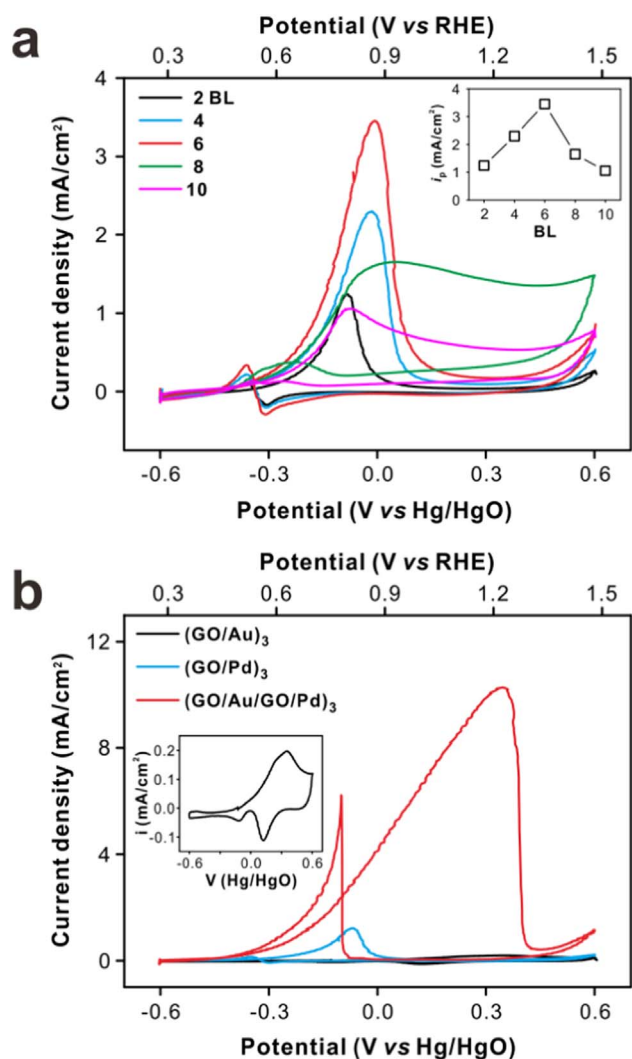 a
Potential (V vs RHE)
0.3 0.6 0.9 1.2 1.5
Current density (mA/cm²)
4
3
2
1
0
2 BL
4
6
8
10
iₚ (mA/cm²)
4
3
2
1
0
2 4 6 8 10
BL
-0.6 -0.3 0.0 0.3 0.6
Potential (V vs Hg/HgO)
b
Potential (V vs RHE)
0.3 0.6 0.9 1.2 1.5
Current density (mA/cm²)
12
8
4
0
(GO/Au)₃
(GO/Pd)₃
(GO/Au/GO/Pd)₃
i (mA/cm²)
0.2
0.1
0.0
-0.1
-0.6 0.0 0.6
V (Hg/HgO)
-0.6 -0.3 0.0 0.3 0.6
Potential (V vs Hg/HgO)